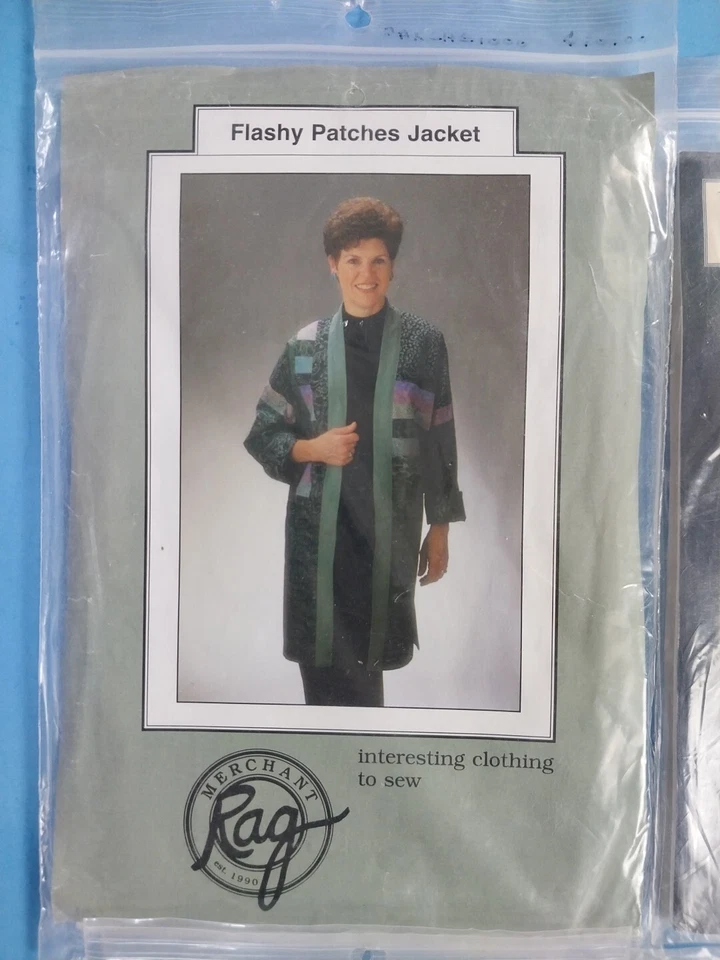 Flashy Patches Jacket
interesting clothing
to sew
MERCHANT
Rag
est. 1990